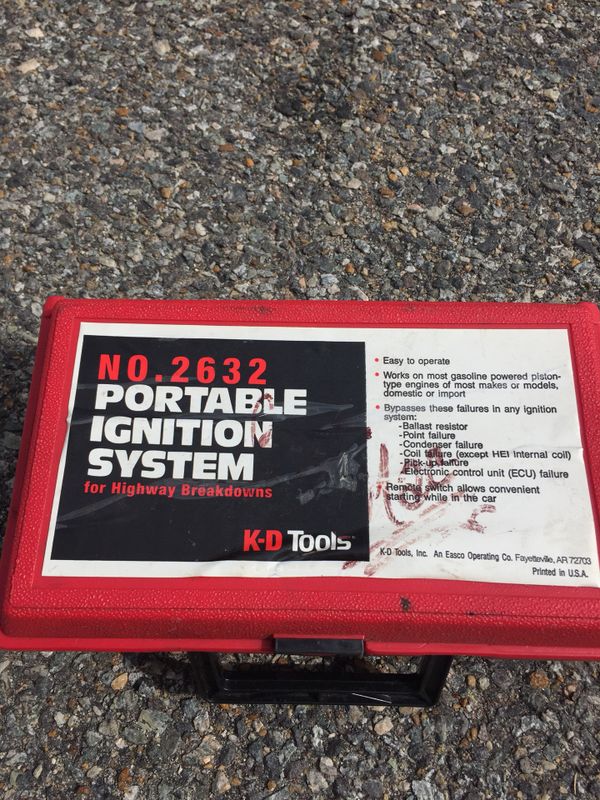 NO.2632
PORTABLE
IGNITION
SYSTEM
for Highway Breakdowns
K-D Tools
• Easy to operate
• Works on most gasoline powered piston-
type engines of most makes or models,
domestic or import
• Bypasses these failures in any ignition
system:
-Ballast resistor
-Point failure
-Condenser failure
-Coil failure (except HEI internal coil)
-Pick-up failure
-Electronic control unit (ECU) failure
Remote switch allows convenient
starting while in the car
K-D Tools, Inc. An Easco Operating Co. Fayetteville, AR 72703
Printed in U.S.A.